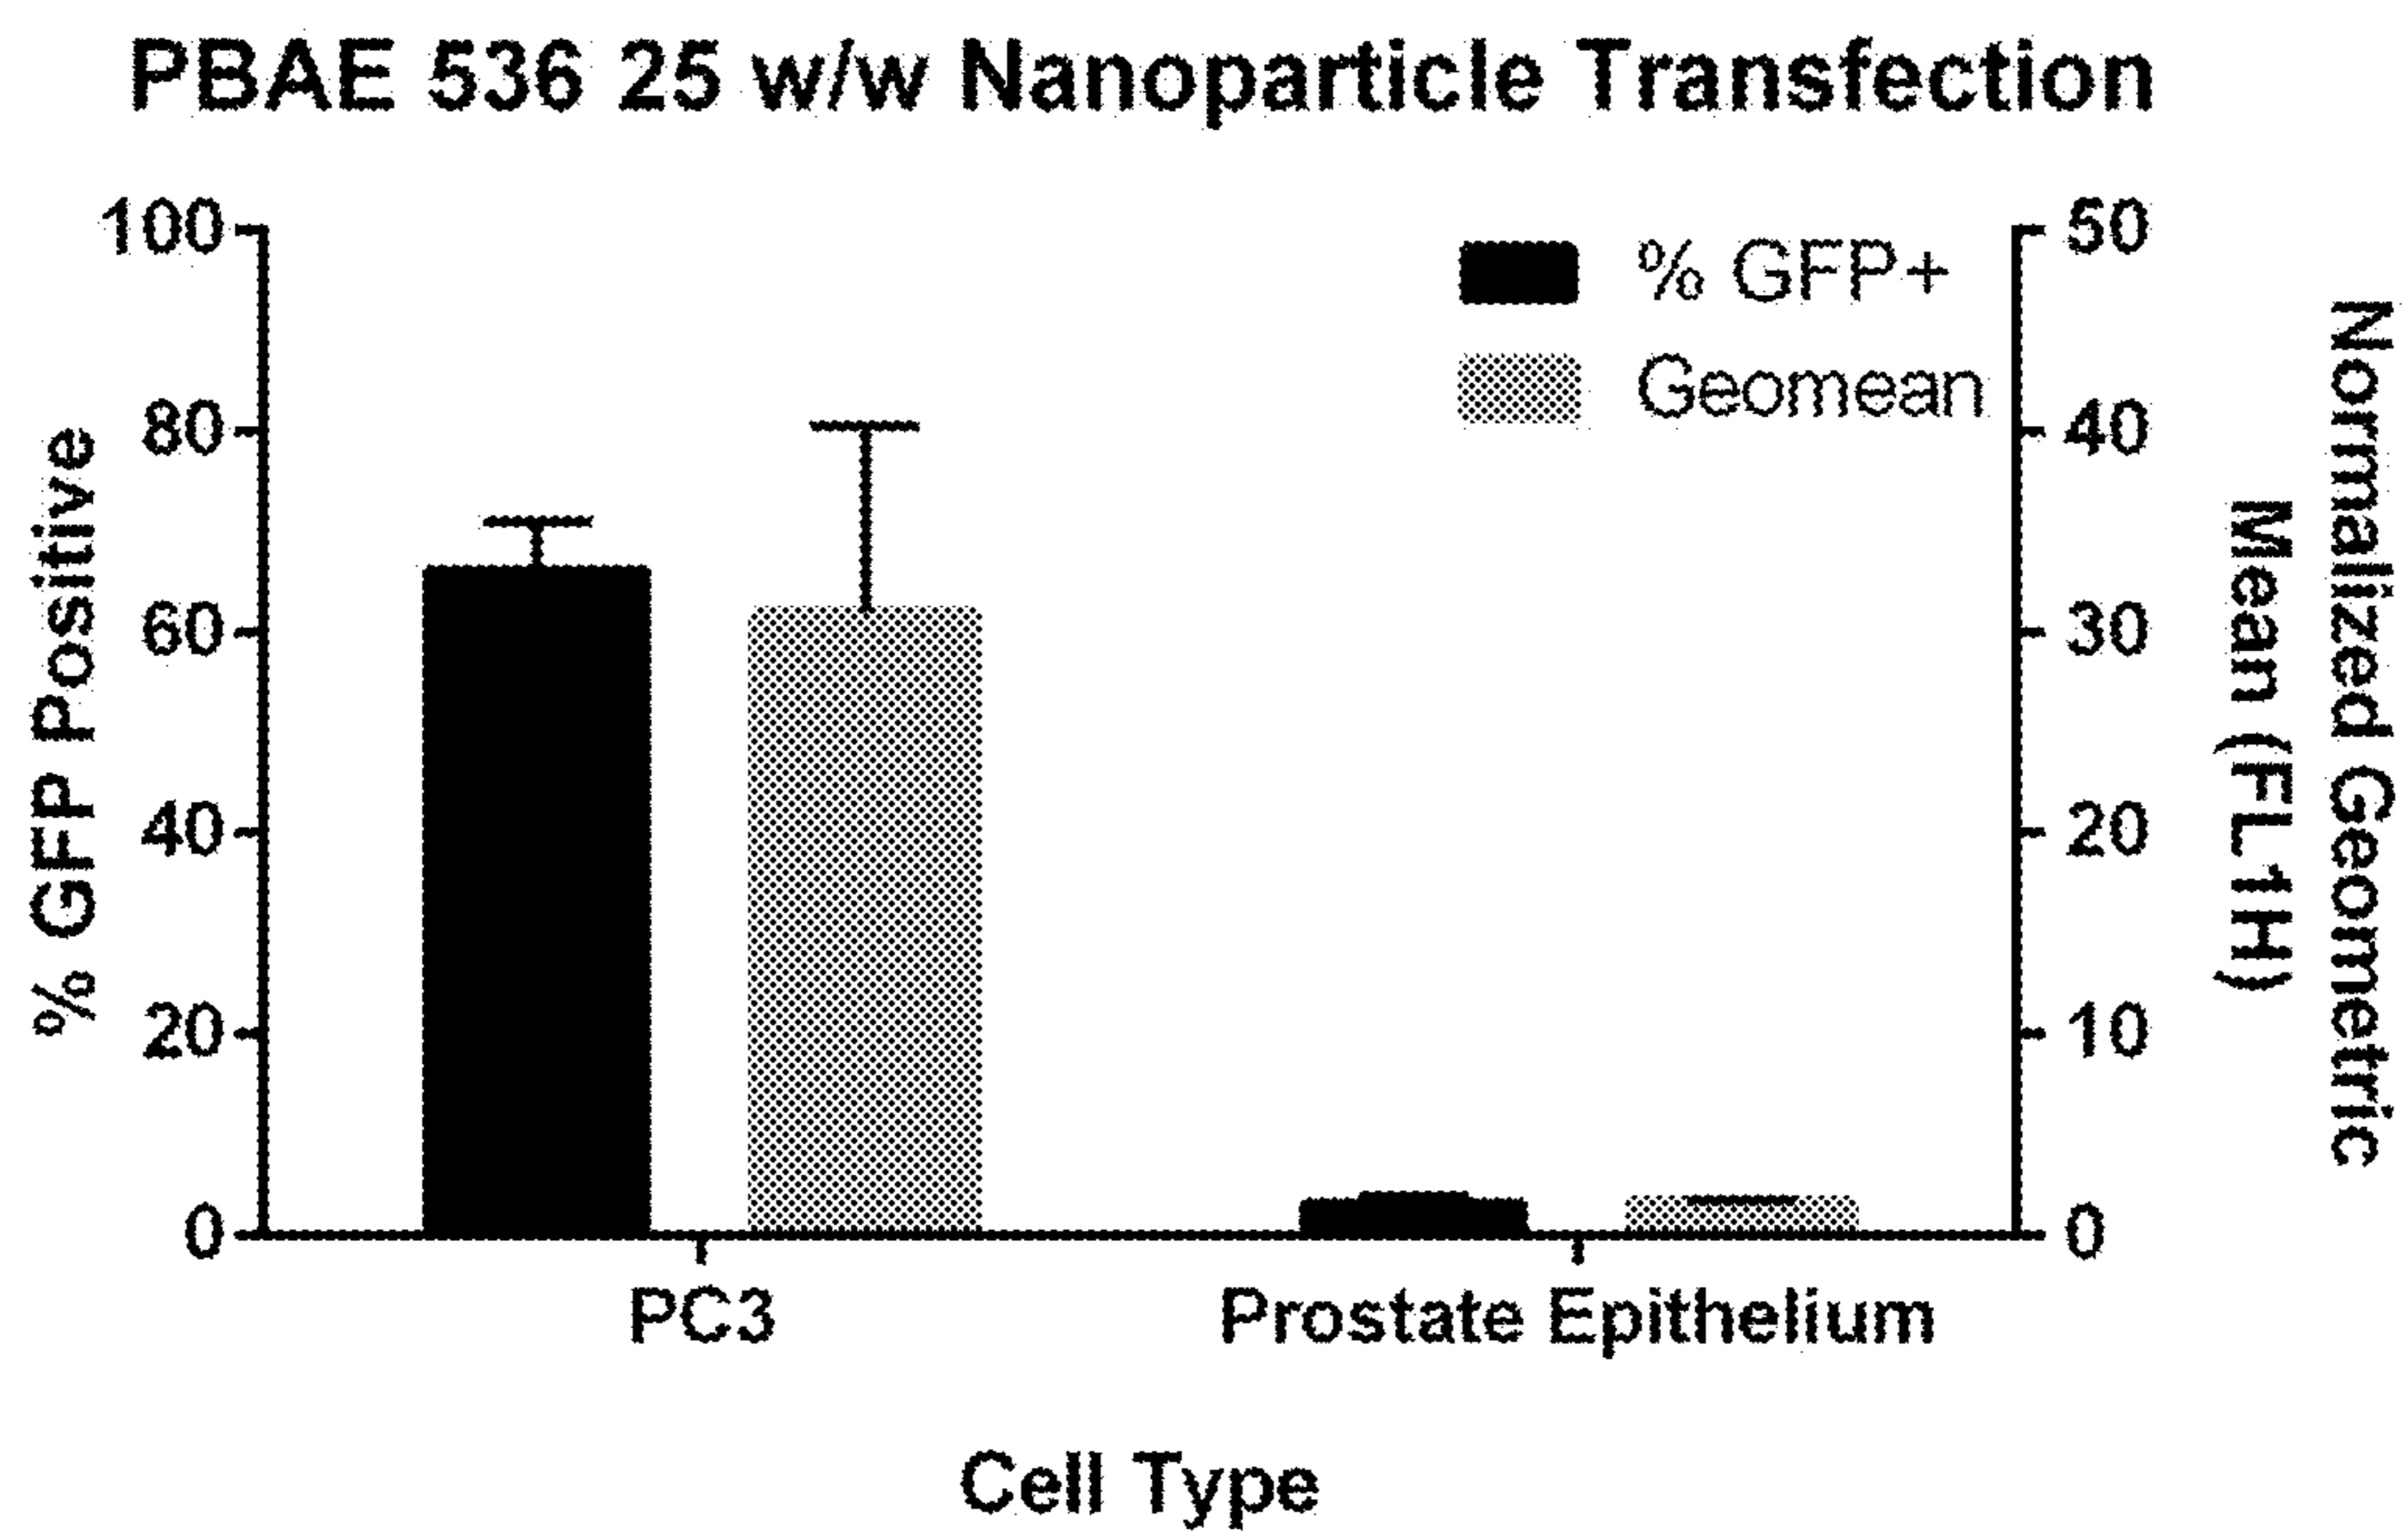 PBAE 536 25 w/w Nanoparticle Transfection
100
80
60
40
20
0
% GFP Positive
% GFP+
Geomean
50
40
30
20
10
0
Normalized Geometric
Mean (FL1H)
PC3
Prostate Epithelium
Cell Type